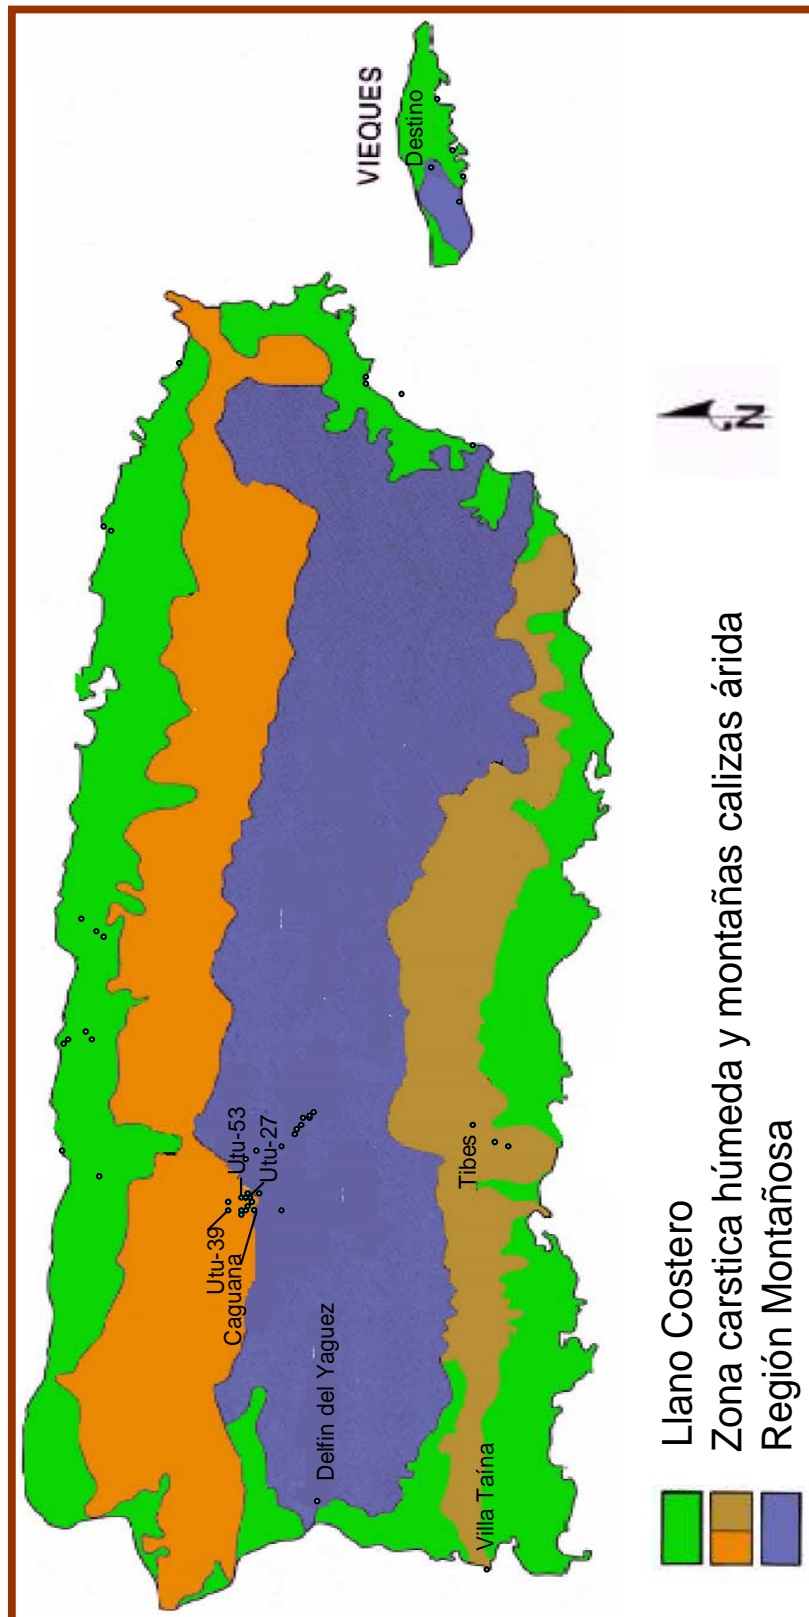 VIEQUES
Destino
N
Utu-53
Utu-27
Utu-39
Caguana
Tibes
Delfin del Yaguez
Villa Taína
Llano Costero
Zona carstica húmeda y montañas calizas árida
Región Montañosa